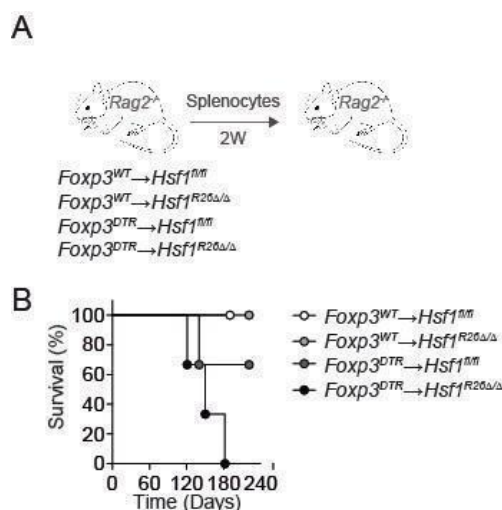 A
Rag2-/-
Splenocytes
2W
Rag2-/-
Foxp3WT→Hsf1fl/fl
Foxp3WT→Hsf1R26Δ/Δ
Foxp3DTR→Hsf1fl/fl
Foxp3DTR→Hsf1R26Δ/Δ
B
Survival (%)
100
80
60
40
20
0
0 60 120 180 240
Time (Days)
Foxp3WT→Hsf1fl/fl
Foxp3WT→Hsf1R26Δ/Δ
Foxp3DTR→Hsf1fl/fl
Foxp3DTR→Hsf1R26Δ/Δ